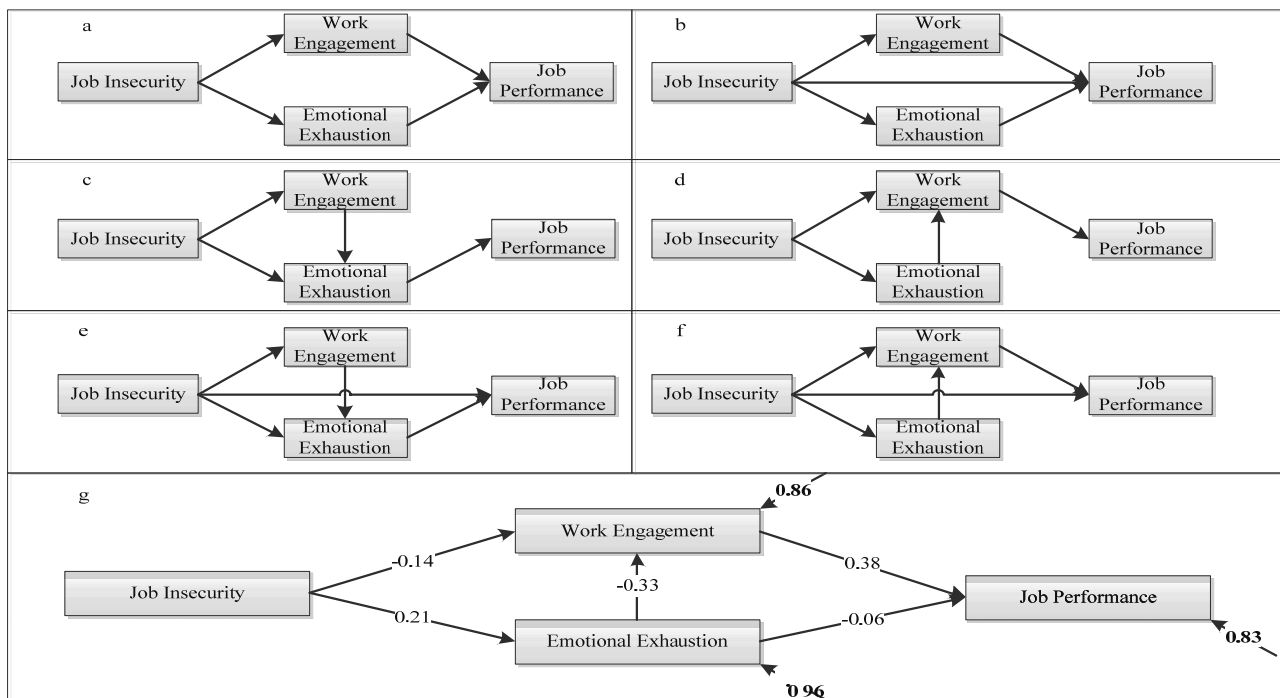 a
Work
Engagement
Job Insecurity
Job
Performance
Emotional
Exhaustion
b
Work
Engagement
Job Insecurity
Job
Performance
Emotional
Exhaustion
c
Work
Engagement
Job Insecurity
Job
Performance
Emotional
Exhaustion
d
Work
Engagement
Job Insecurity
Job
Performance
Emotional
Exhaustion
e
Work
Engagement
Job Insecurity
Job
Performance
Emotional
Exhaustion
f
Work
Engagement
Job Insecurity
Job
Performance
Emotional
Exhaustion
g
0.86
Work Engagement
-0.14
0.38
Job Insecurity
-0.33
Job Performance
0.21
-0.06
Emotional Exhaustion
0.83
0.96